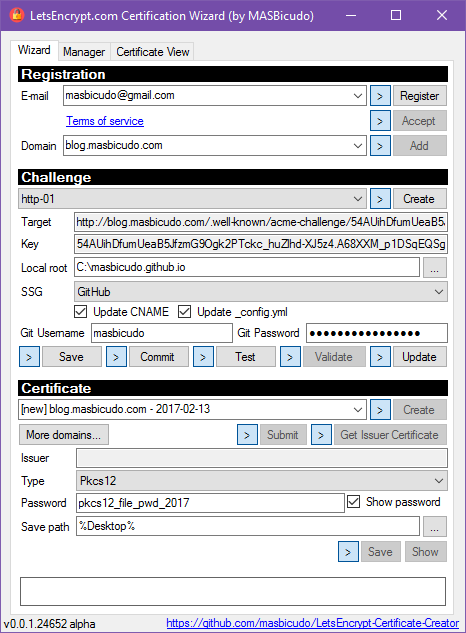 LetsEncrypt.com Certification Wizard (by MASBicudo)
Wizard Manager Certificate View
Registration
E-mail masbicudo@gmail.com > Register
Terms of service > Accept
Domain blog.masbicudo.com > Add
Challenge
http-01 > Create
Target http://blog.masbicudo.com/.well-known/acme-challenge/54AUihDfumUeaB5J
Key 54AUihDfumUeaB5JfzmG9Ogk2PTckc_huZlhd-XJ5z4.A68XXM_p1DSqEQSg
Local root C:\masbicudo.github.io ...
SSG GitHub
Update CNAME Update _config.yml
Git Username masbicudo Git Password ●●●●●●●●●●●●●●●●
> Save > Commit > Test > Validate > Update
Certificate
[new] blog.masbicudo.com - 2017-02-13 > Create
More domains... > Submit > Get Issuer Certificate
Issuer
Type Pkcs12
Password pkcs12_file_pwd_2017 Show password
Save path %Desktop% ...
> Save Show
v0.0.1.24652 alpha https://github.com/masbicudo/LetsEncrypt-Certificate-Creator